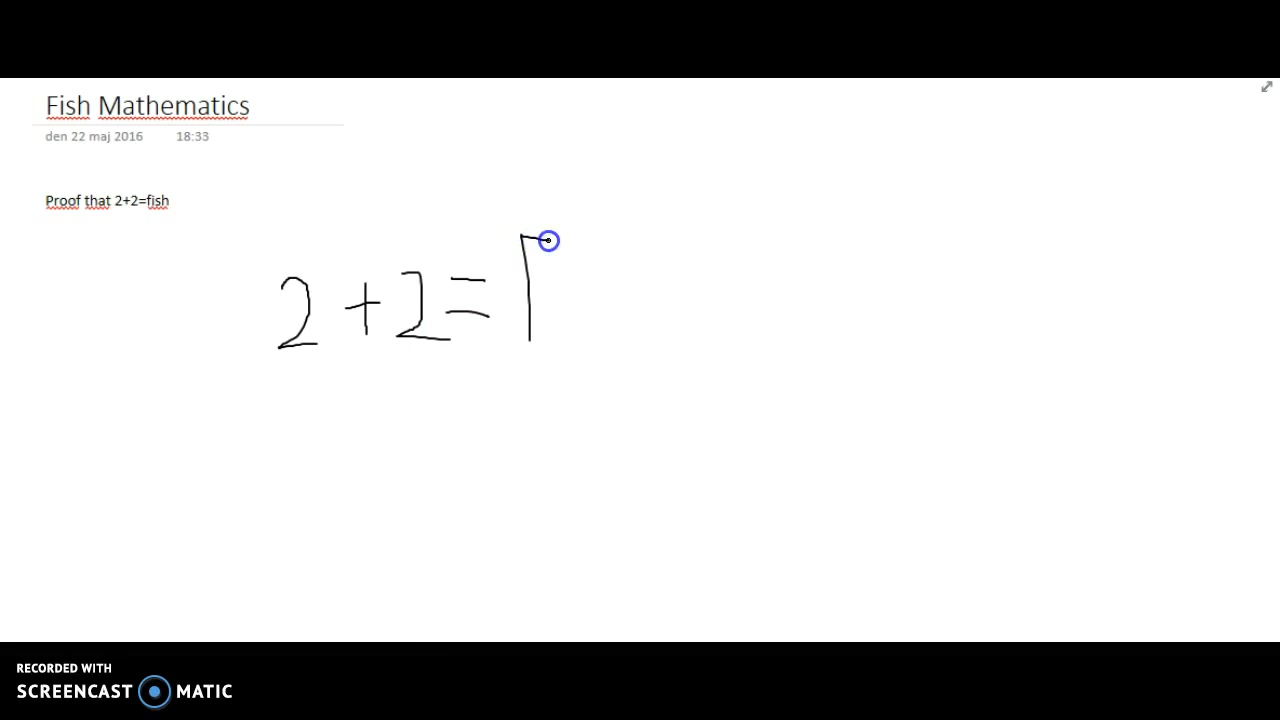 Fish Mathematics
den 22 maj 2016 18:33
Proof that 2+2=fish
2+2=
RECORDED WITH
SCREENCAST MATIC